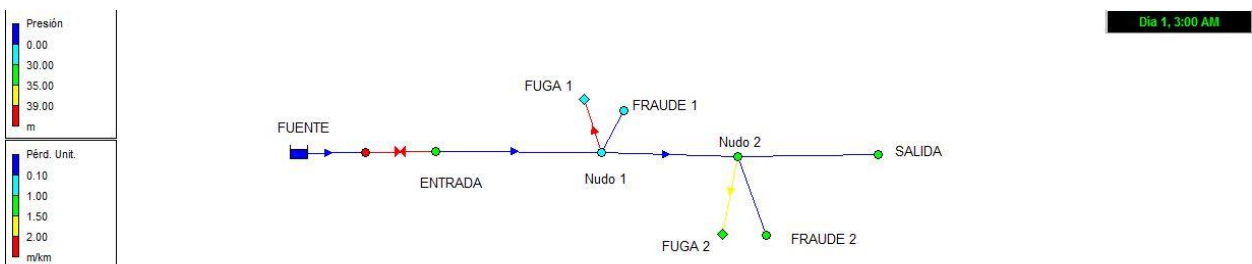 Presión
0.00
30.00
35.00
39.00
m
Pérd. Unit.
0.10
1.00
1.50
2.00
m/km
Día 1, 3:00 AM
FUENTE
ENTRADA
FUGA 1
FRAUDE 1
Nudo 1
Nudo 2
SALIDA
FUGA 2
FRAUDE 2